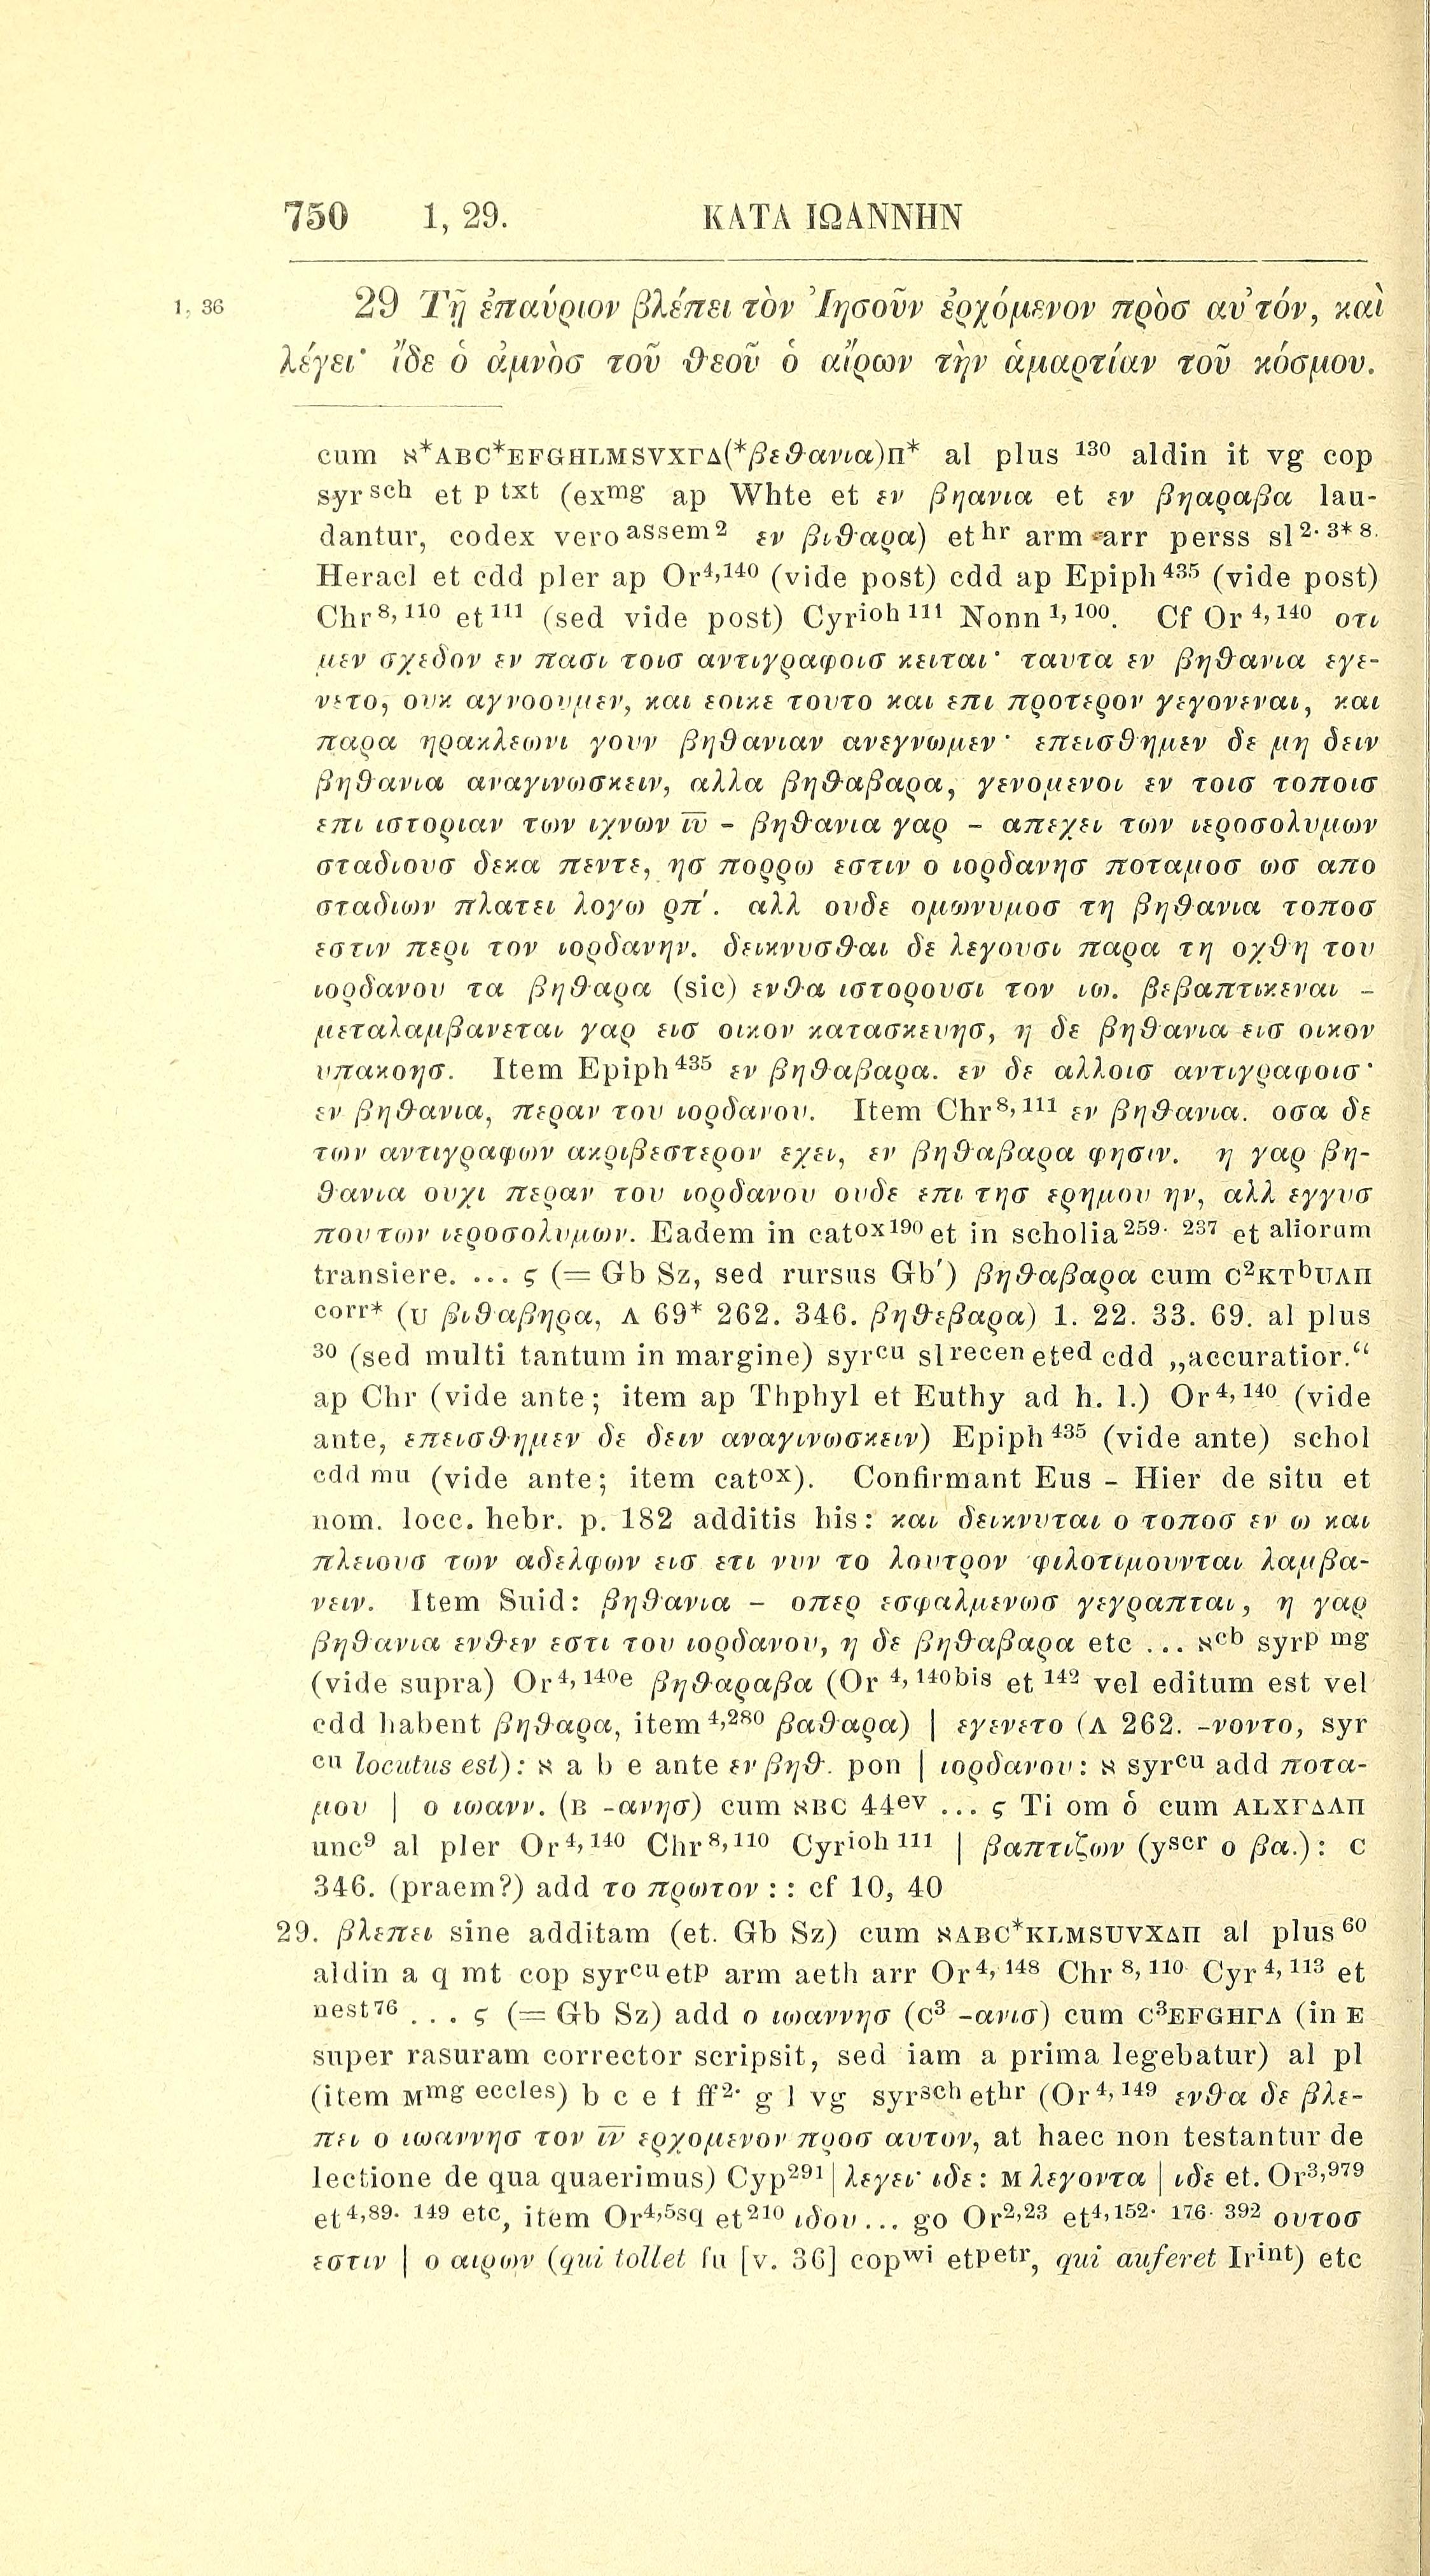 750 1, 29. ΚΑΤΑ ΙΩΑΝΝΗΝ
1, 36 29 Τῇ ἐπαύριον βλέπει τὸν Ἰησοῦν ἐρχόμενον πρὸσ αὐτόν, καὶ
λέγει· ἴδε ὁ ἀμνὸσ τοῦ θεοῦ ὁ αἴρων τὴν ἁμαρτίαν τοῦ κόσμου.
cum ℵ*ABC*EFGHLMSVXΓΔ(*βεθανια)Π* al plus 130 aldin it vg cop
syr sch et p txt (ex mg ap Whte et εν βηανια et εν βηαραβα lau-
dantur, codex vero assem 2 εν βιθαρα) et hr arm arr perss sl 2. 3* 8.
Heracl et cdd pler ap Or 4,140 (vide post) cdd ap Epiph 435 (vide post)
Chr 8, 110 et 111 (sed vide post) Cyr ioh 111 Nonn 1, 100. Cf Or 4, 140 οτι
μεν σχεδον εν πασι τοισ αντιγραφοισ κειται· ταυτα εν βηθανια εγε-
νετο, ουκ αγνοουμεν, και εοικε τουτο και επι προτερον γεγονεναι, και
παρα ηρακλεωνι γουν βηθανιαν ανεγνωμεν· επεισθημεν δε μη δειν
βηθανια αναγινωσκειν, αλλα βηθαβαρα, γενομενοι εν τοισ τοποισ
επι ιστοριαν των ιχνων ιυ – βηθανια γαρ – απεχει των ιεροσολυμων
σταδιουσ δεκα πεντε, ησ πορρω εστιν ο ιορδανησ ποταμοσ ωσ απο
σταδιων πλατει λογω ρπ'. αλλ ουδε ομωνυμοσ τη βηθανια τοποσ
εστιν περι τον ιορδανην. δεικνυσθαι δε λεγουσι παρα τη οχθη του
ιορδανου τα βηθαρα (sic) ενθα ιστορουσι τον ιω. βεβαπτικεναι –
μεταλαμβανεται γαρ εισ οικον κατασκευησ, η δε βηθανια εισ οικον
υπακοησ. Item Epiph 435 εν βηθαβαρα. εν δε αλλοισ αντιγραφοισ·
εν βηθανια, περαν του ιορδανου. Item Chr 8, 111 εν βηθανια. οσα δε
των αντιγραφων ακριβεστερον εχει, εν βηθαβαρα φησιν. η γαρ βη-
θανια ουχι περαν του ιορδανου ουδε επι τησ ερημου ην, αλλ εγγυσ
που των ιεροσολυμων. Eadem in cat ox 190 et in scholia 259. 237 et aliorum
transiere. ... ς (= Gb Sz, sed rursus Gb') βηθαβαρα cum C²KTᵇUΛΠ
corr* (U βιθαβηρα, Λ 69* 262. 346. βηθεβαρα) 1. 22. 33. 69. al plus
30 (sed multi tantum in margine) syr cu sl recen et ed cdd „accuratior.“
ap Chr (vide ante; item ap Thphyl et Euthy ad h. l.) Or 4, 140 (vide
ante, επεισθημεν δε δειν αναγινωσκειν) Epiph 435 (vide ante) schol
cdd mu (vide ante; item cat ox). Confirmant Eus – Hier de situ et
nom. locc. hebr. p. 182 additis his: και δεικνυται ο τοποσ εν ω και
πλειουσ των αδελφων εισ ετι νυν το λουτρον φιλοτιμουνται λαμβα-
νειν. Item Suid: βηθανια – οπερ εσφαλμενωσ γεγραπται, η γαρ
βηθανια ενθεν εστι του ιορδανου, η δε βηθαβαρα etc ... ℵcb syr p mg
(vide supra) Or 4, 140e βηθαραβα (Or 4, 140bis et 142 vel editum est vel
cdd habent βηθαρα, item 4,280 βαθαρα) | εγενετο (Λ 262. -νοντο, syr
cu locutus est): ℵ a b e ante εν βηθ. pon | ιορδανου: ℵ syr cu add ποτα-
μου | ο ιωανν. (B -ανησ) cum ℵBC 44ev ... ς Ti om ὁ cum ALXΓΔΛΠ
unc9 al pler Or 4, 140 Chr 8, 110 Cyr ioh 111 | βαπτιζων (yscr ο βα.): C
346. (praem?) add το πρωτον : : cf 10, 40
29. βλεπει sine additam (et. Gb Sz) cum ℵABC*KLMSUVXΔΠ al plus 60
aldin a q mt cop syr cu et p arm aeth arr Or 4, 148 Chr 8, 110 Cyr 4, 113 et
nest 76 ... ς (= Gb Sz) add ο ιωαννησ (C³ -ανισ) cum C³EFGHΓΛ (in E
super rasuram corrector scripsit, sed iam a prima legebatur) al pl
(item M mg eccles) b c e f ff2. g l vg syr sch et hr (Or 4, 149 ενθα δε βλε-
πει ο ιωαννησ τον ιν ερχομενον προσ αυτον, at haec non testantur de
lectione de qua quaerimus) Cyp 291 | λεγει· ιδε: M λεγοντα | ιδε et. Or 3,979
et 4,89. 149 etc, item Or 4,5sq et 210 ιδου ... go Or 2,23 et 4,152. 176. 392 ουτοσ
εστιν | ο αιρων (qui tollet fu [v. 36] cop wi et petr, qui auferet Ir int) etc